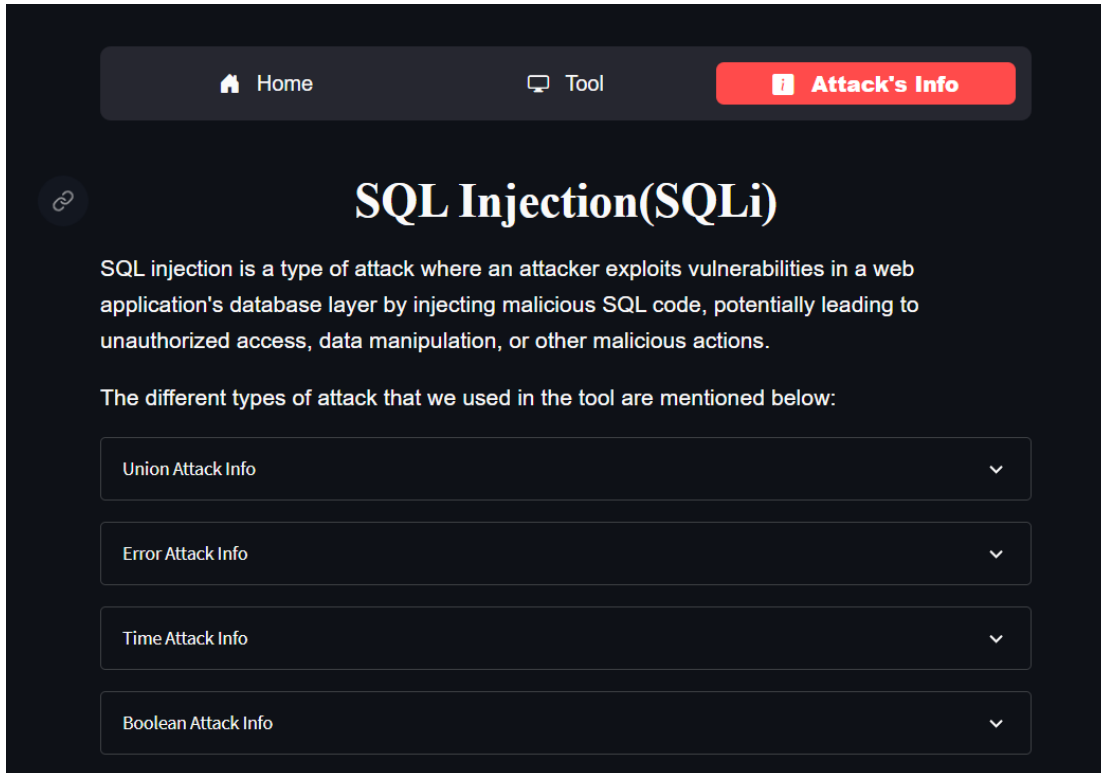 Home
Tool
Attack's Info
SQL Injection(SQLi)
SQL injection is a type of attack where an attacker exploits vulnerabilities in a web
application's database layer by injecting malicious SQL code, potentially leading to
unauthorized access, data manipulation, or other malicious actions.
The different types of attack that we used in the tool are mentioned below:
Union Attack Info
Error Attack Info
Time Attack Info
Boolean Attack Info